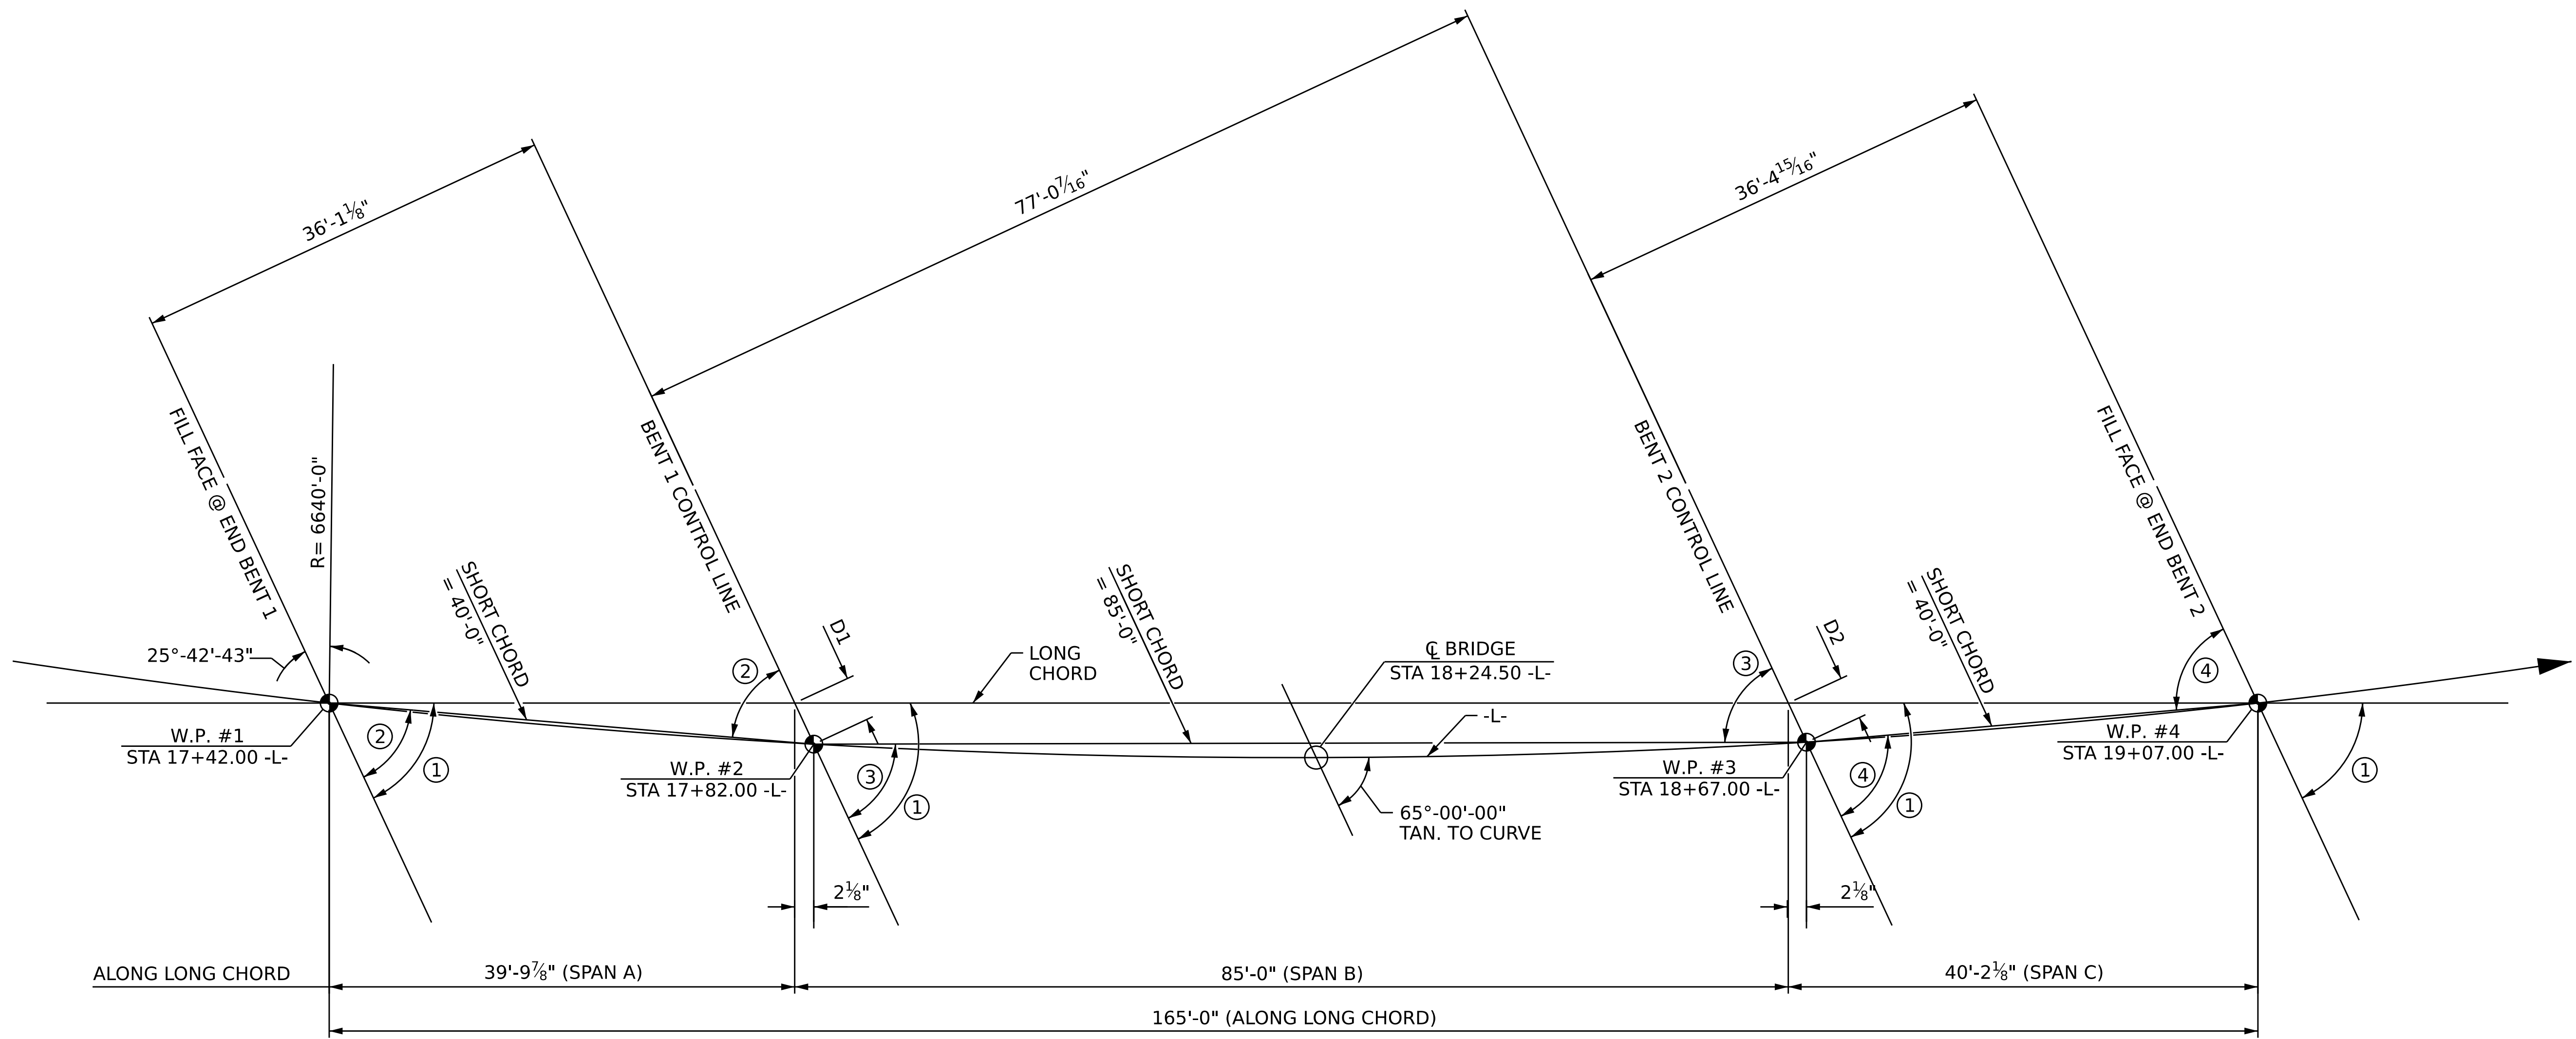 36'-1⅛"
77'-0⁷⁄₁₆"
36'-4¹⁵⁄₁₆"
FILL FACE @ END BENT 1
R= 6640'-0"
BENT 1 CONTROL LINE
BENT 2 CONTROL LINE
FILL FACE @ END BENT 2
25°-42'-43"
SHORT CHORD
= 40'-0"
D1
LONG
CHORD
SHORT CHORD
= 85'-0"
℄ BRIDGE
STA 18+24.50 -L-
D2
SHORT CHORD
= 40'-0"
②
③
④
-L-
W.P. #1
STA 17+42.00 -L-
②
①
W.P. #2
STA 17+82.00 -L-
③
①
65°-00'-00"
TAN. TO CURVE
W.P. #3
STA 18+67.00 -L-
④
①
W.P. #4
STA 19+07.00 -L-
①
2⅛"
2⅛"
ALONG LONG CHORD
39'-9⅞" (SPAN A)
85'-0" (SPAN B)
40'-2⅛" (SPAN C)
165'-0" (ALONG LONG CHORD)